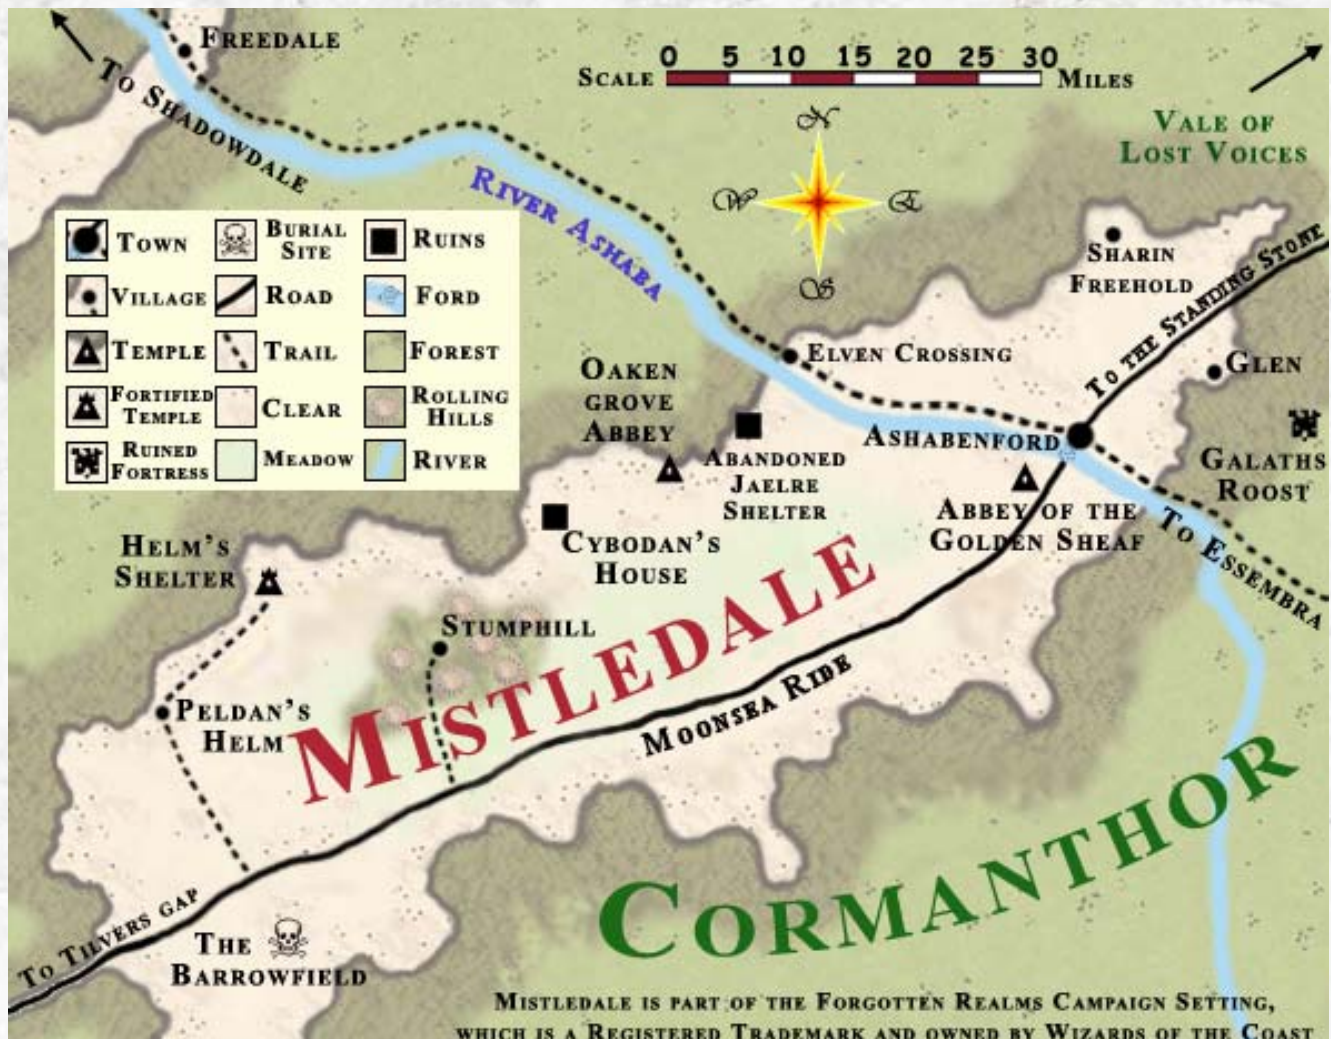 Freedale
To Shadowdale
0 5 10 15 20 25 30
Scale Miles
N
W E
S
Vale of
Lost Voices
River Ashaba
Town
Burial
Site
Ruins
Village
Road
Ford
Temple
Trail
Forest
Fortified
Temple
Clear
Rolling
Hills
Ruined
Fortress
Meadow
River
Sharin
Freehold
To the Standing Stone
Elven Crossing
Glen
Oaken
grove
Abbey
Ashabenford
Abandoned
Jaelre
Shelter
Galaths
Roost
Abbey of the
Golden Sheaf
To Essembra
Cybodan's
House
Helm's
Shelter
Stumphill
Mistledale
Peldan's
Helm
Moonsea Ride
Cormanthor
To Tilvers gap
The
Barrowfield
Mistledale is part of the Forgotten Realms Campaign Setting,
which is a Registered Trademark and owned by Wizards of the Coast